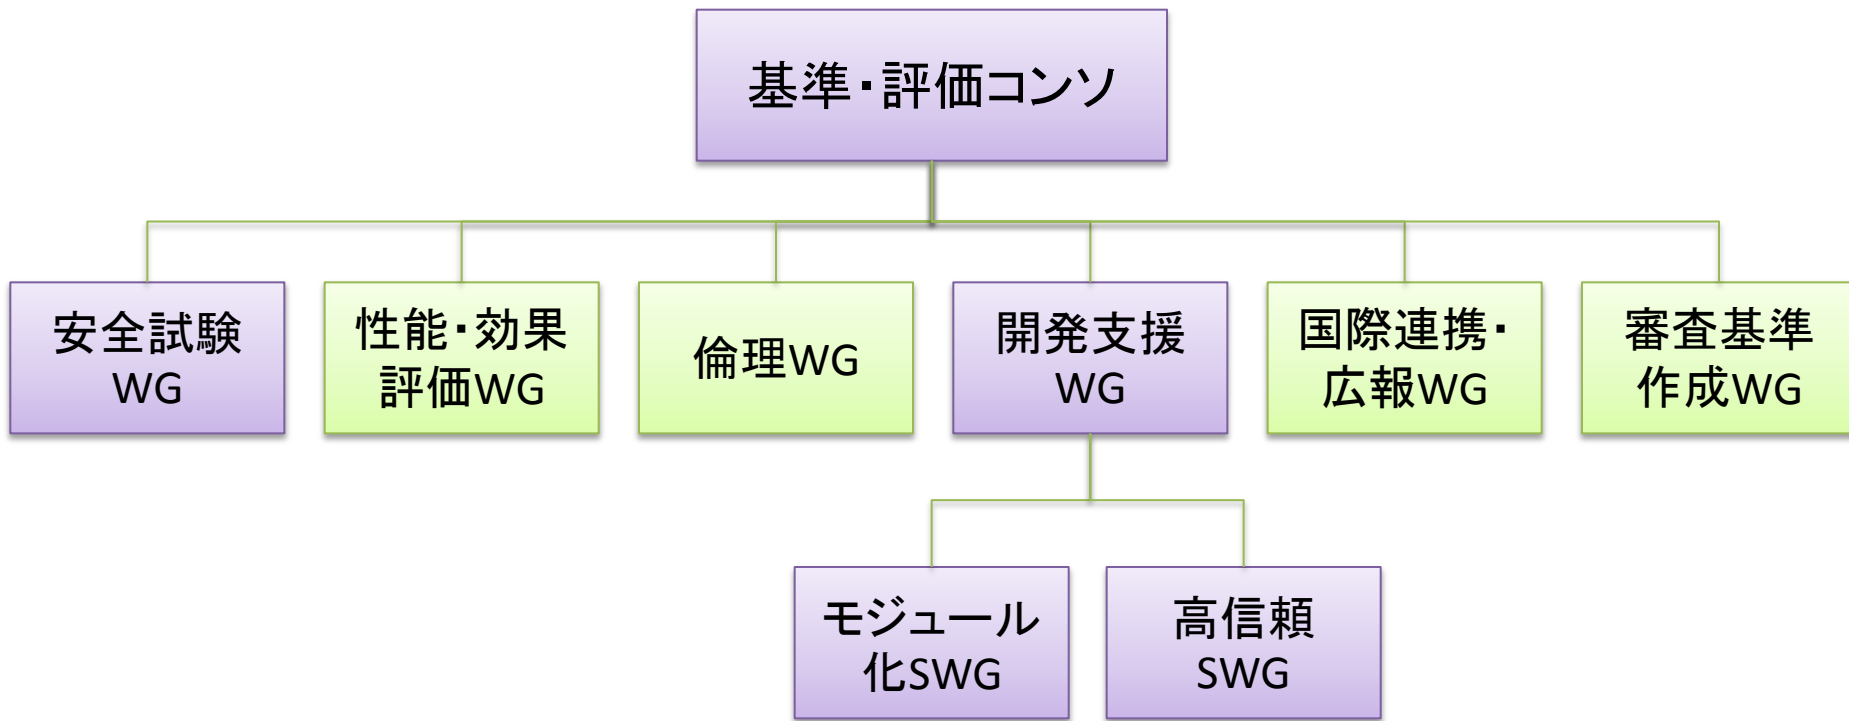 基準・評価コンソ
安全試験
WG
性能・効果
評価WG
倫理WG
開発支援
WG
国際連携・
広報WG
審査基準
作成WG
モジュール
化SWG
高信頼
SWG